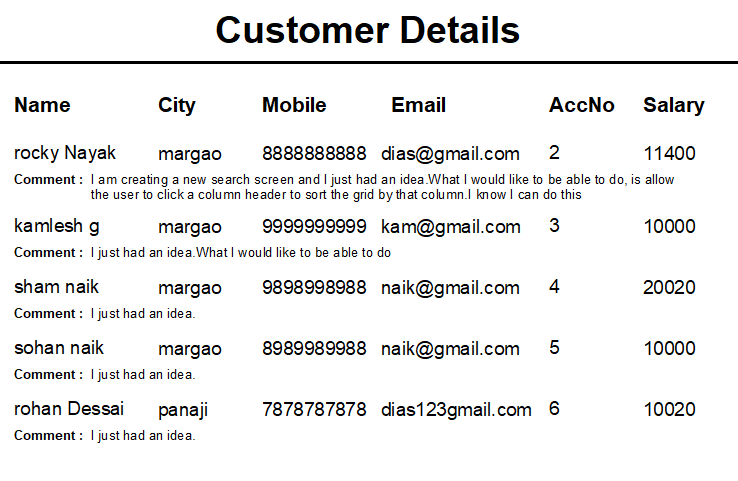 Customer Details
Name City Mobile Email AccNo Salary
rocky Nayak margao 8888888888 dias@gmail.com 2 11400
Comment : I am creating a new search screen and I just had an idea.What I would like to be able to do, is allow
the user to click a column header to sort the grid by that column.I know I can do this
kamlesh g margao 9999999999 kam@gmail.com 3 10000
Comment : I just had an idea.What I would like to be able to do
sham naik margao 9898998988 naik@gmail.com 4 20020
Comment : I just had an idea.
sohan naik margao 8989989988 naik@gmail.com 5 10000
Comment : I just had an idea.
rohan Dessai panaji 7878787878 dias123gmail.com 6 10020
Comment : I just had an idea.